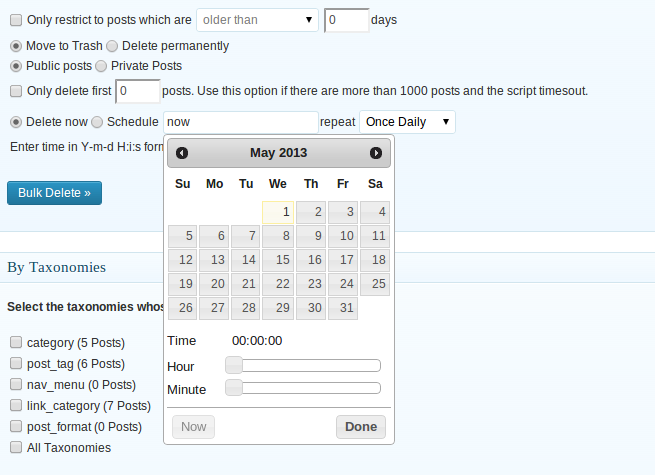 Only restrict to posts which are older than 0 days
Move to Trash Delete permanently
Public posts Private Posts
Only delete first 0 posts. Use this option if there are more than 1000 posts and the script timesout.
Delete now Schedule now repeat Once Daily
Enter time in Y-m-d H:i:s form
May 2013
Su Mo Tu We Th Fr Sa
1 2 3 4
5 6 7 8 9 10 11
12 13 14 15 16 17 18
19 20 21 22 23 24 25
26 27 28 29 30 31
Time 00:00:00
Hour
Minute
Now Done
Bulk Delete »
By Taxonomies
Select the taxonomies whos
category (5 Posts)
post_tag (6 Posts)
nav_menu (0 Posts)
link_category (7 Posts)
post_format (0 Posts)
All Taxonomies